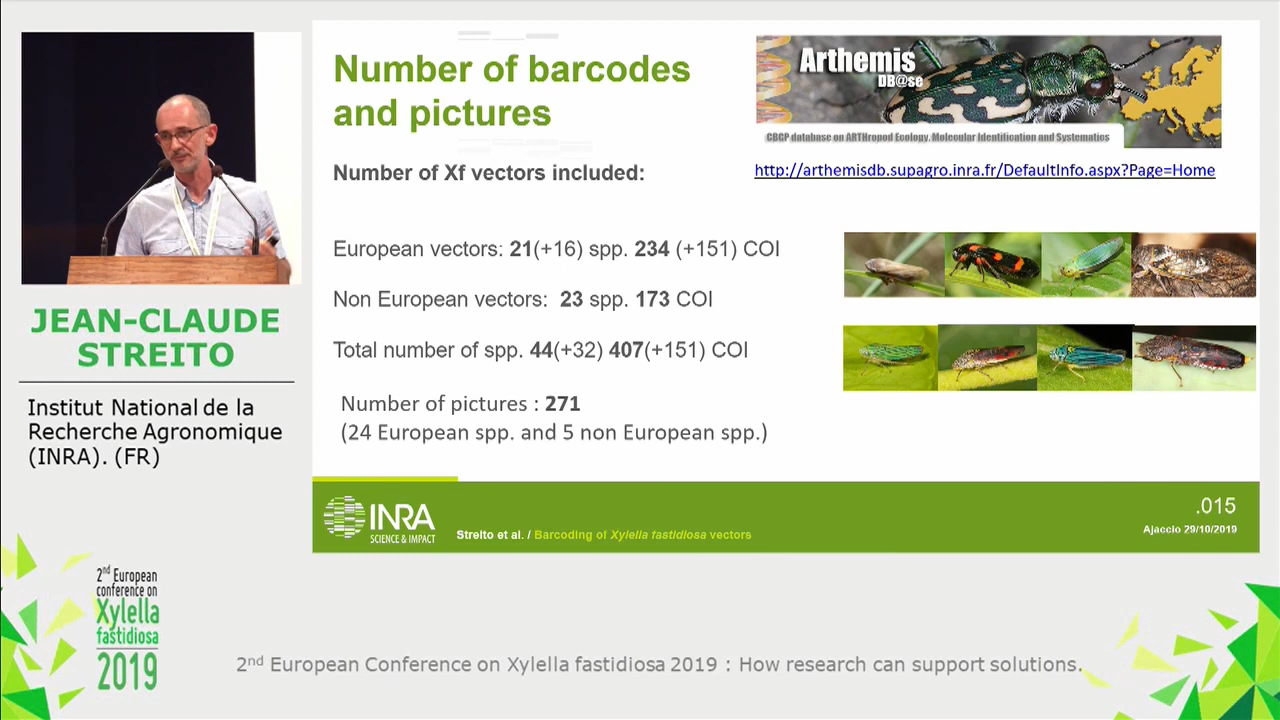 Number of barcodes
and pictures
Arthemis
DB@se
CBGP database on ARTHropod Ecology, Molecular Identification and Systematics
http://arthemisdb.supagro.inra.fr/DefaultInfo.aspx?Page=Home
Number of Xf vectors included:
European vectors: 21(+16) spp. 234 (+151) COI
Non European vectors: 23 spp. 173 COI
Total number of spp. 44(+32) 407(+151) COI
Number of pictures : 271
(24 European spp. and 5 non European spp.)
JEAN-CLAUDE
STREITO
Institut National de la
Recherche Agronomique
(INRA). (FR)
INRA
SCIENCE & IMPACT
Streito et al. / Barcoding of Xylella fastidiosa vectors
.015
Ajaccio 29/10/2019
2nd European
conference on
Xylella
fastidiosa
2019
2nd European Conference on Xylella fastidiosa 2019 : How research can support solutions.